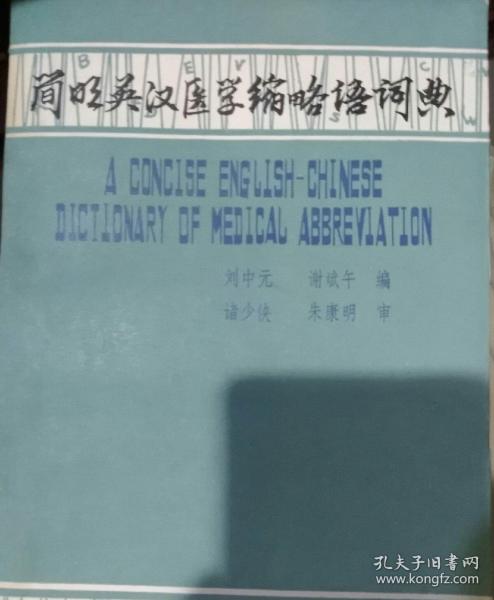 简明英汉医学缩略语词典
A CONCISE ENGLISH-CHINESE
DICTIONARY OF MEDICAL ABBREVIATION
刘中元 谢斌午 编
诸少侠 朱康明 审
孔夫子旧书网
www.kongfz.com